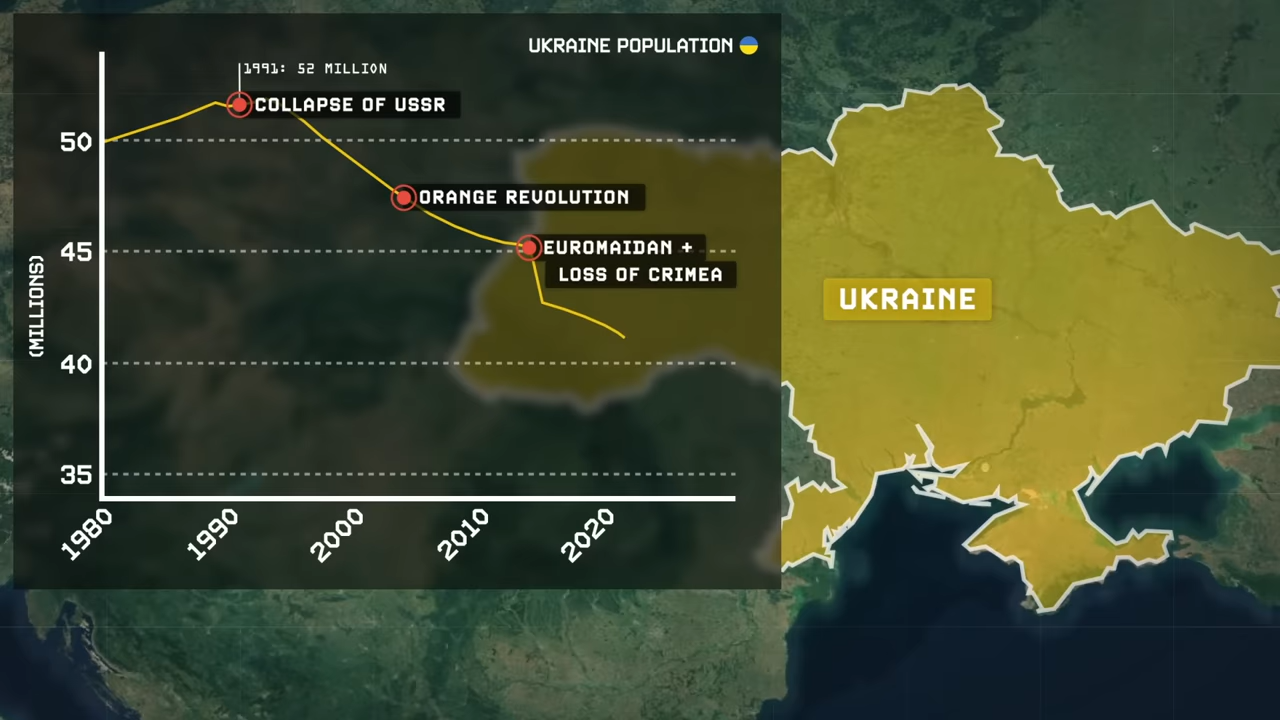 UKRAINE POPULATION
1991: 52 MILLION
COLLAPSE OF USSR
50
ORANGE REVOLUTION
45
EUROMAIDAN +
LOSS OF CRIMEA
(MILLIONS)
40
35
1980
1990
2000
2010
2020
UKRAINE